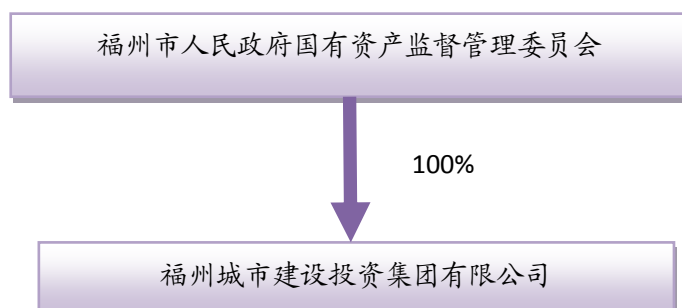 福州市人民政府国有资产监督管理委员会
100%
福州城市建设投资集团有限公司